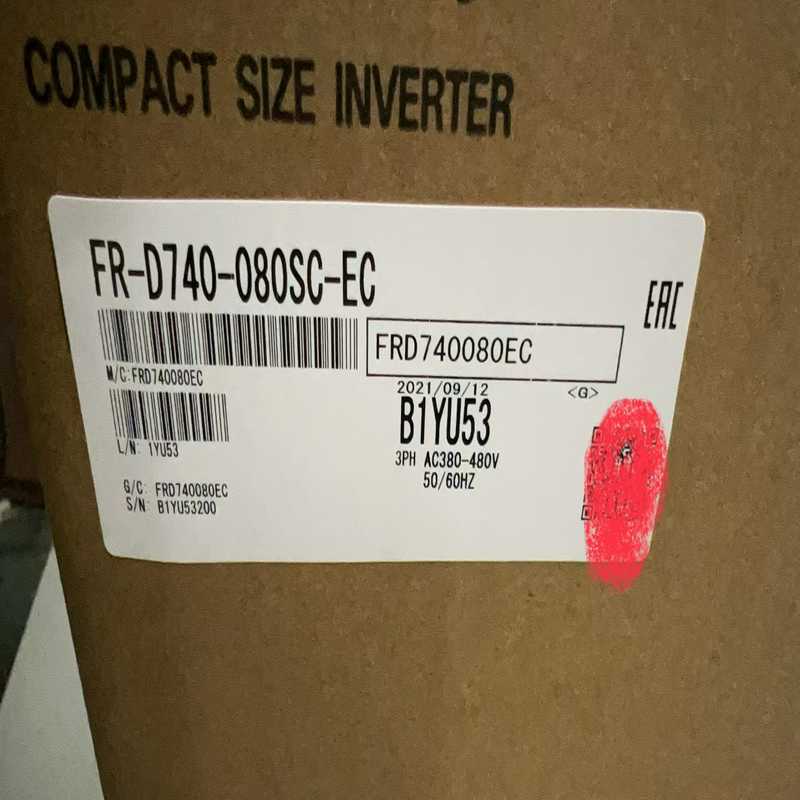 COMPACT SIZE INVERTER
FR-D740-080SC-EC
EAC
FRD740080EC
M/C:FRD740080EC
2021/09/12 <G>
B1YU53
L/N: 1YU53
3PH AC380-480V
50/60HZ
G/C: FRD740080EC
S/N: B1YU53200